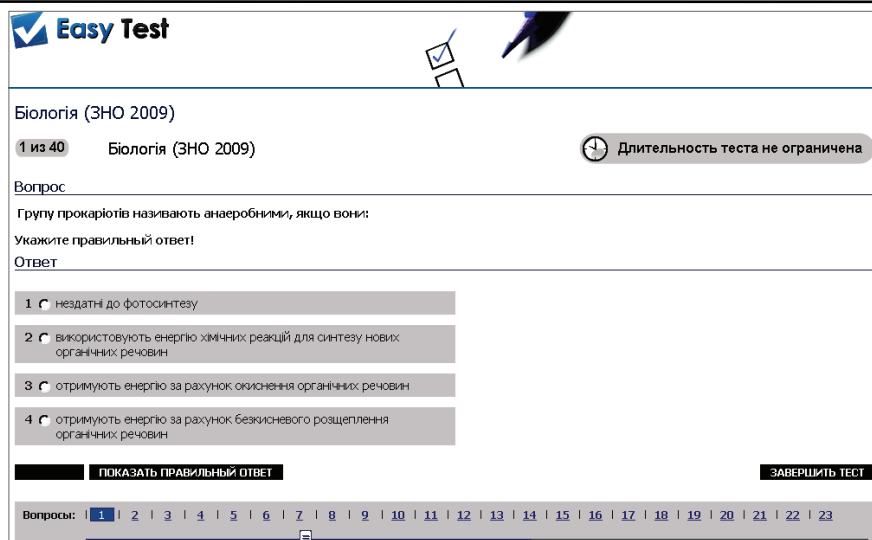 Easy Test
Біологія (ЗНО 2009)
1 из 40 Біологія (ЗНО 2009) Длительность теста не ограничена
Вопрос
Групу прокаріотів називають анаеробними, якщо вони:
Укажите правильный ответ!
Ответ
1 нездатні до фотосинтезу
2 використовують енергію хімічних реакцій для синтезу нових
органічних речовин
3 отримують енергію за рахунок окиснення органічних речовин
4 отримують енергію за рахунок безкисневого розщеплення
органічних речовин
ПОКАЗАТЬ ПРАВИЛЬНЫЙ ОТВЕТ ЗАВЕРШИТЬ ТЕСТ
Вопросы: | 1 | 2 | 3 | 4 | 5 | 6 | 7 | 8 | 9 | 10 | 11 | 12 | 13 | 14 | 15 | 16 | 17 | 18 | 19 | 20 | 21 | 22 | 23